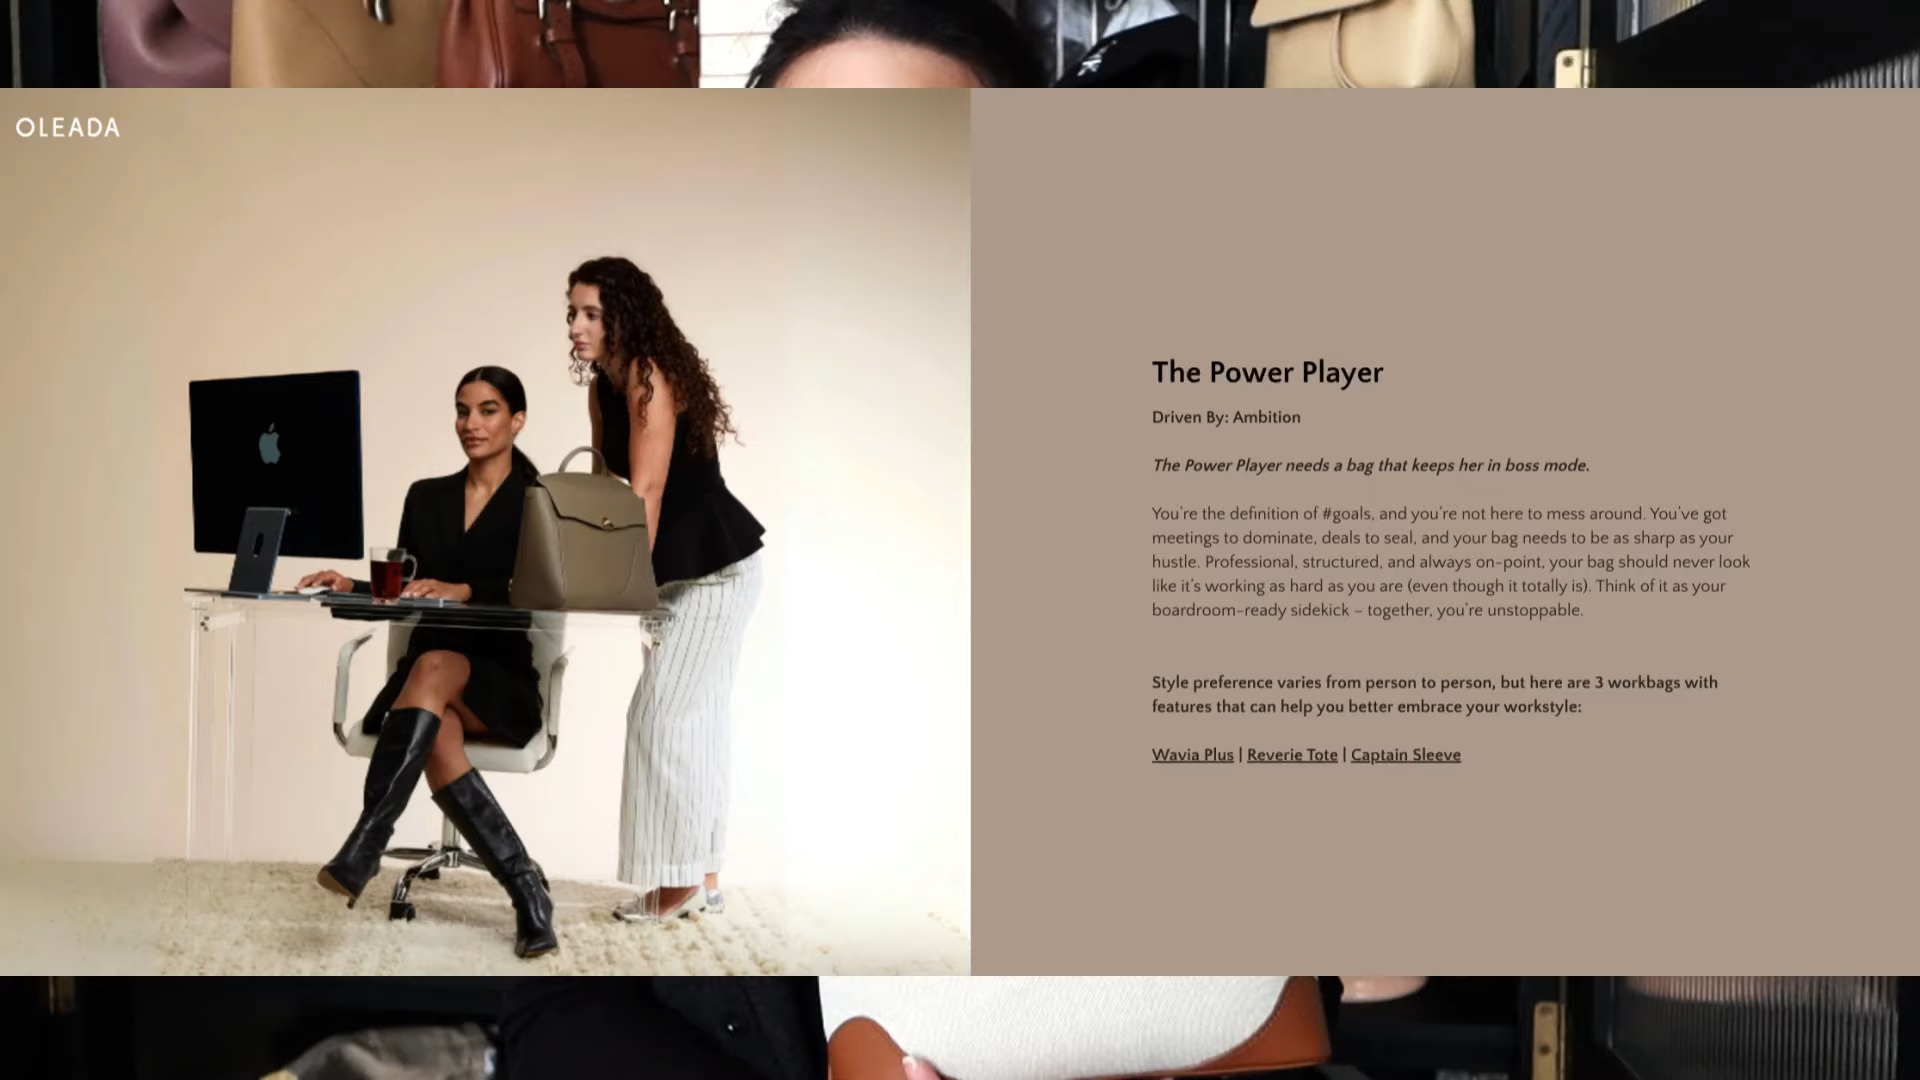 OLEADA
The Power Player
Driven By: Ambition
The Power Player needs a bag that keeps her in boss mode.
You're the definition of #goals, and you're not here to mess around. You've got
meetings to dominate, deals to seal, and your bag needs to be as sharp as your
hustle. Professional, structured, and always on-point, your bag should never look
like it's working as hard as you are (even though it totally is). Think of it as your
boardroom-ready sidekick – together, you're unstoppable.
Style preference varies from person to person, but here are 3 workbags with
features that can help you better embrace your workstyle:
Wavia Plus | Reverie Tote | Captain Sleeve